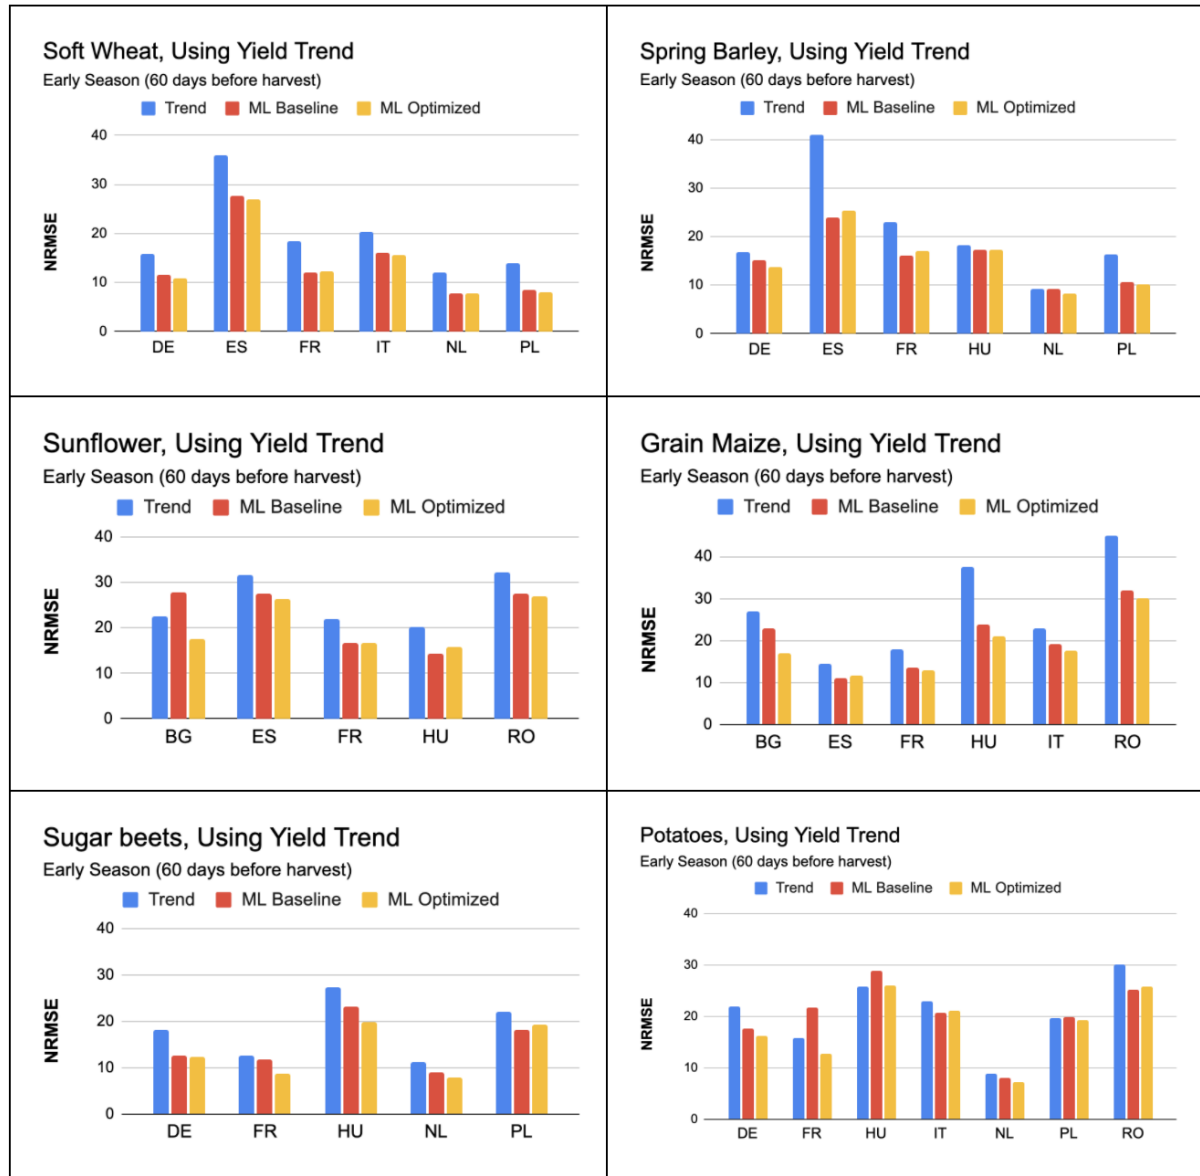 Soft Wheat, Using Yield Trend
Early Season (60 days before harvest)
Trend ML Baseline ML Optimized
40
30
20
10
0
NRMSE
DE ES FR IT NL PL
Spring Barley, Using Yield Trend
Early Season (60 days before harvest)
Trend ML Baseline ML Optimized
40
30
20
10
0
NRMSE
DE ES FR HU NL PL
Sunflower, Using Yield Trend
Early Season (60 days before harvest)
Trend ML Baseline ML Optimized
40
30
20
10
0
NRMSE
BG ES FR HU RO
Grain Maize, Using Yield Trend
Early Season (60 days before harvest)
Trend ML Baseline ML Optimized
40
30
20
10
0
NRMSE
BG ES FR HU IT RO
Sugar beets, Using Yield Trend
Early Season (60 days before harvest)
Trend ML Baseline ML Optimized
40
30
20
10
0
NRMSE
DE FR HU NL PL
Potatoes, Using Yield Trend
Early Season (60 days before harvest)
Trend ML Baseline ML Optimized
40
30
20
10
0
NRMSE
DE FR HU IT NL PL RO